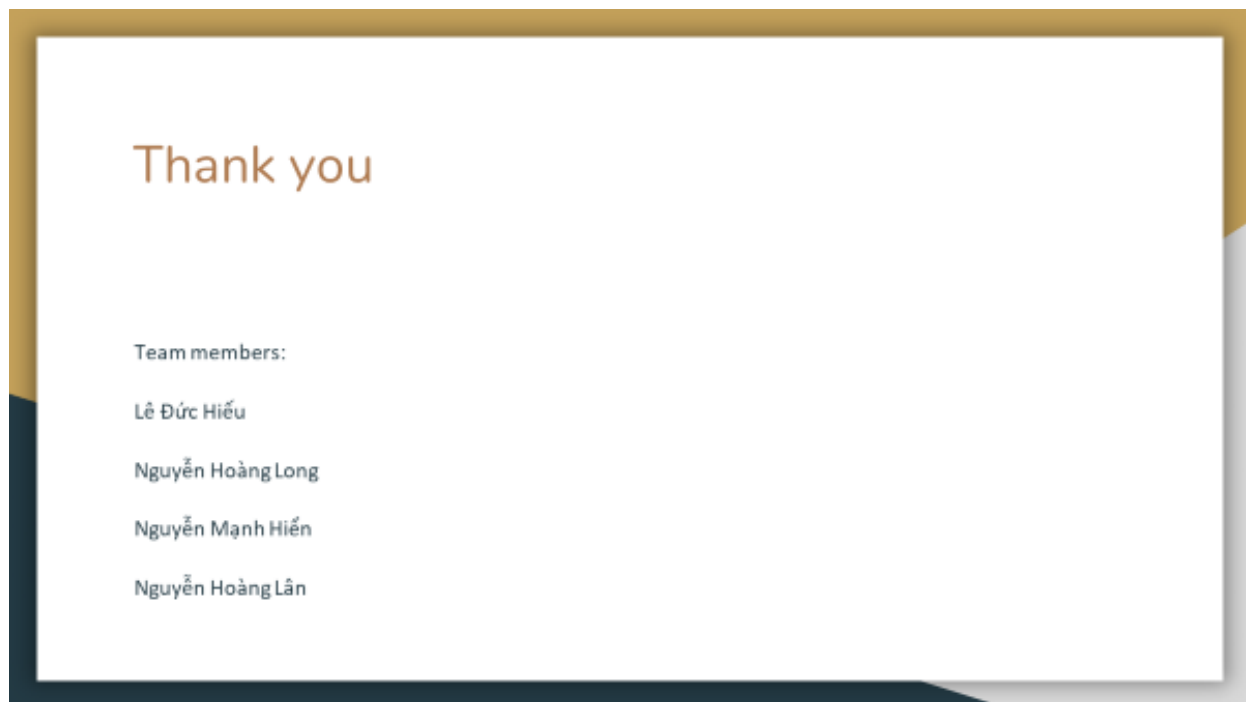 Thank you
Team members:
Lê Đức Hiếu
Nguyễn Hoàng Long
Nguyễn Mạnh Hiển
Nguyễn Hoàng Lân